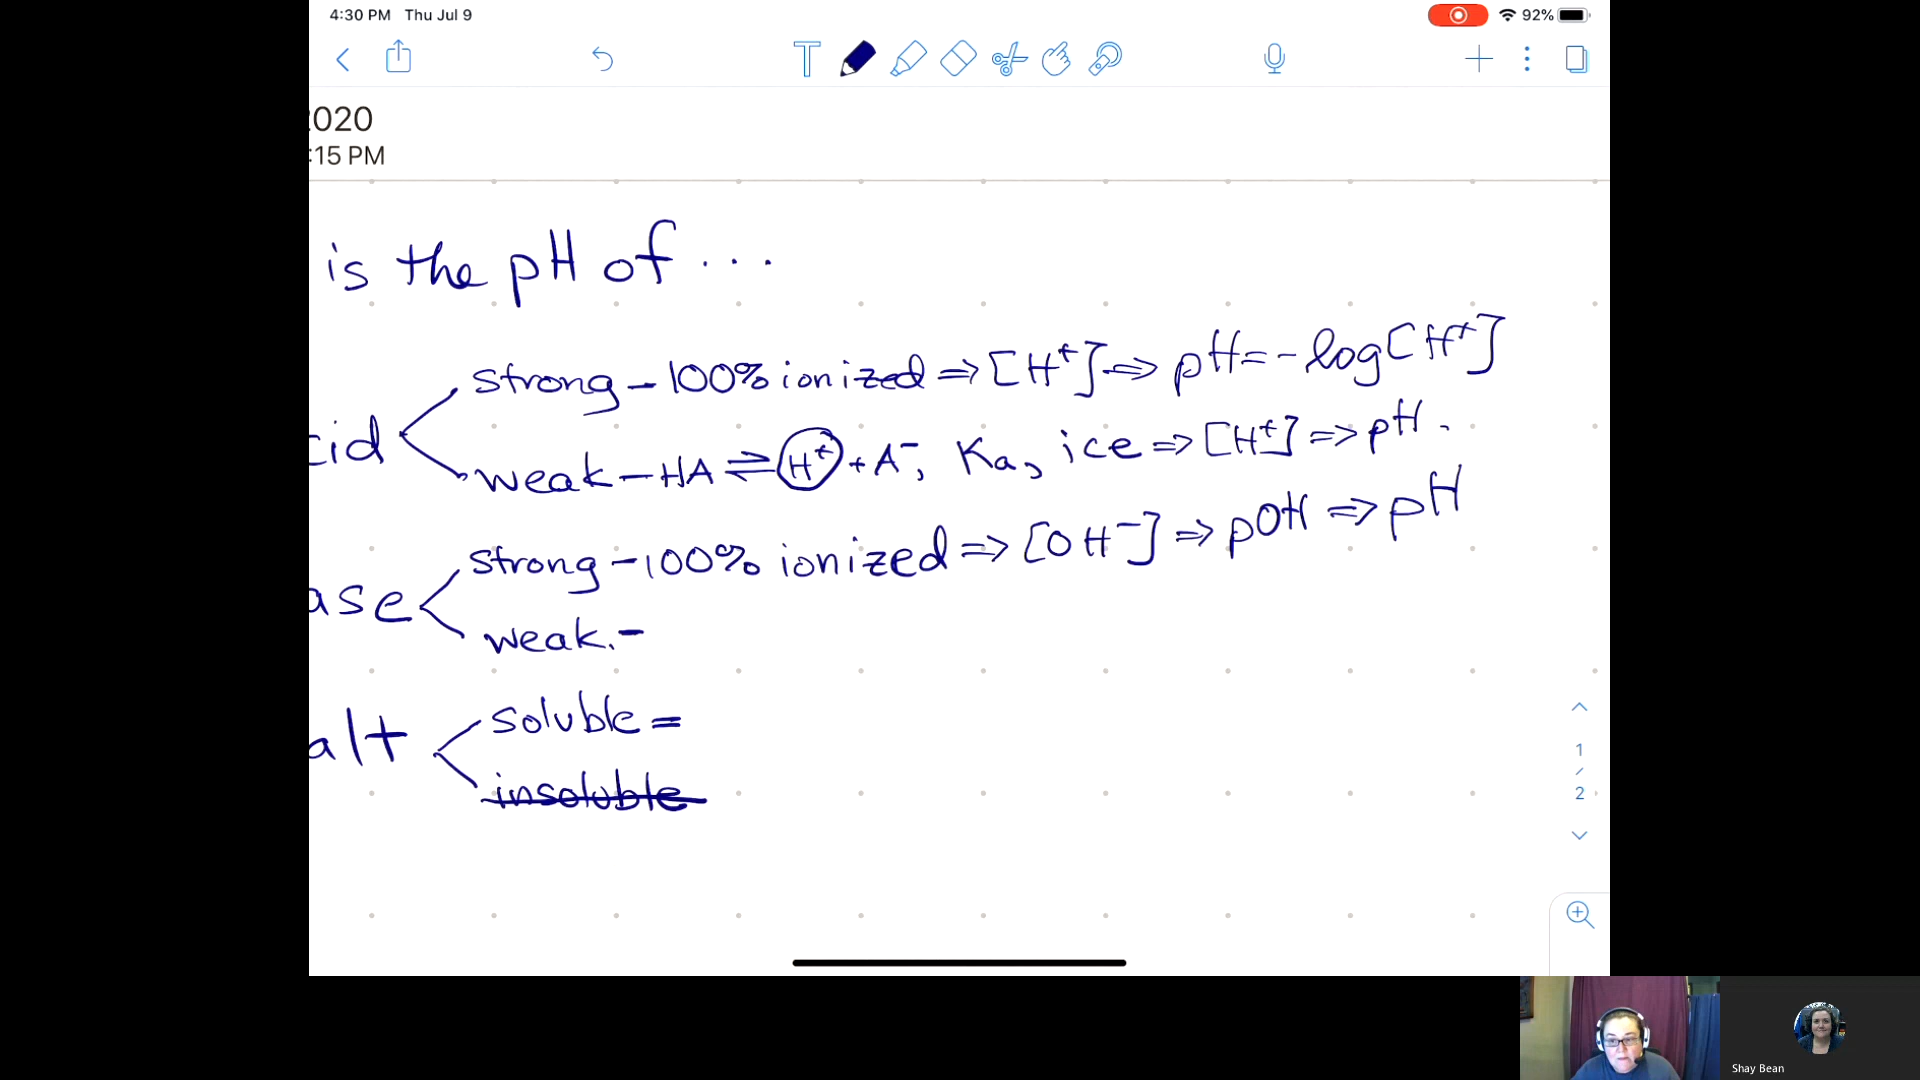 4:30 PM Thu Jul 9
92%
2020
:15 PM
is the pH of ...
cid
strong - 100% ionized => [H⁺] => pH = -log[H⁺]
weak - HA ⇌ H⁺ + A⁻, Ka, ice => [H⁺] => pH.
ase
strong - 100% ionized => [OH⁻] => pOH => pH
weak. -
alt
soluble =
insoluble
1
/
2
Shay Bean